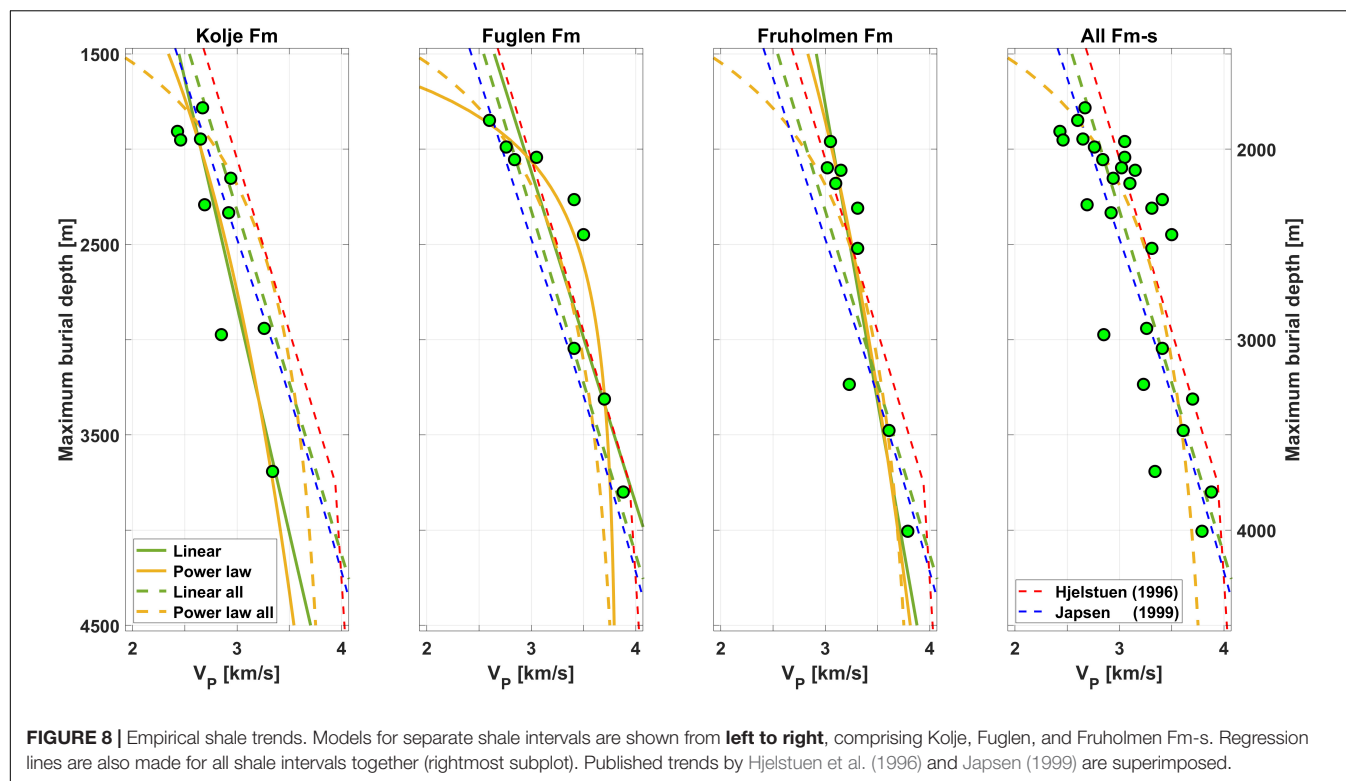 Kolje Fm
Fuglen Fm
Fruholmen Fm
All Fm-s
Maximum burial depth [m]
1500
2500
3500
4500
Linear
Power law
Linear all
Power law all
2 3 4
V_P [km/s]
2 3 4
V_P [km/s]
2 3 4
V_P [km/s]
Hjelstuen (1996)
Japsen (1999)
2 3 4
V_P [km/s]
2000
3000
4000
Maximum burial depth [m]
FIGURE 8 | Empirical shale trends. Models for separate shale intervals are shown from left to right, comprising Kolje, Fuglen, and Fruholmen Fm-s. Regression
lines are also made for all shale intervals together (rightmost subplot). Published trends by Hjelstuen et al. (1996) and Japsen (1999) are superimposed.